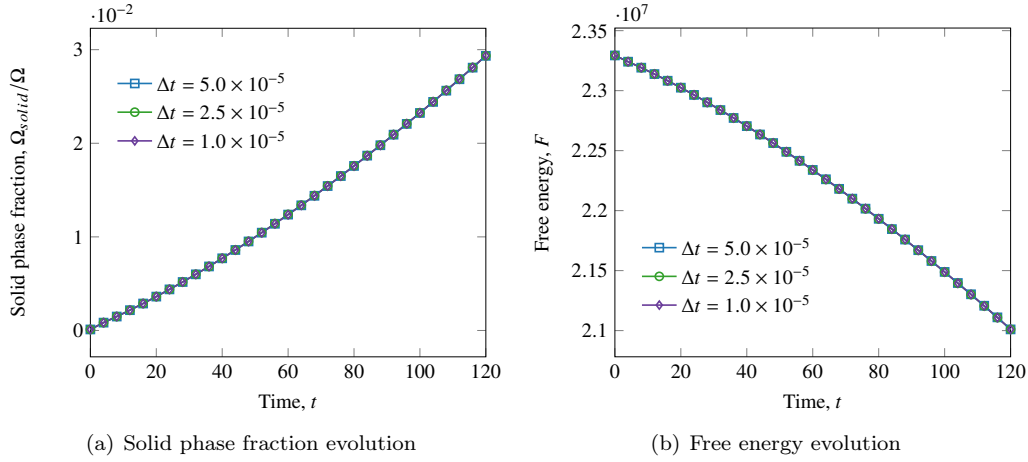 ·10⁻²
3
2
1
0
0 20 40 60 80 100 120
Solid phase fraction, Ω_solid/Ω
Time, t
Δt = 5.0 × 10⁻⁵
Δt = 2.5 × 10⁻⁵
Δt = 1.0 × 10⁻⁵
(a) Solid phase fraction evolution
·10⁷
2.35
2.3
2.25
2.2
2.15
2.1
0 20 40 60 80 100 120
Free energy, F
Time, t
Δt = 5.0 × 10⁻⁵
Δt = 2.5 × 10⁻⁵
Δt = 1.0 × 10⁻⁵
(b) Free energy evolution